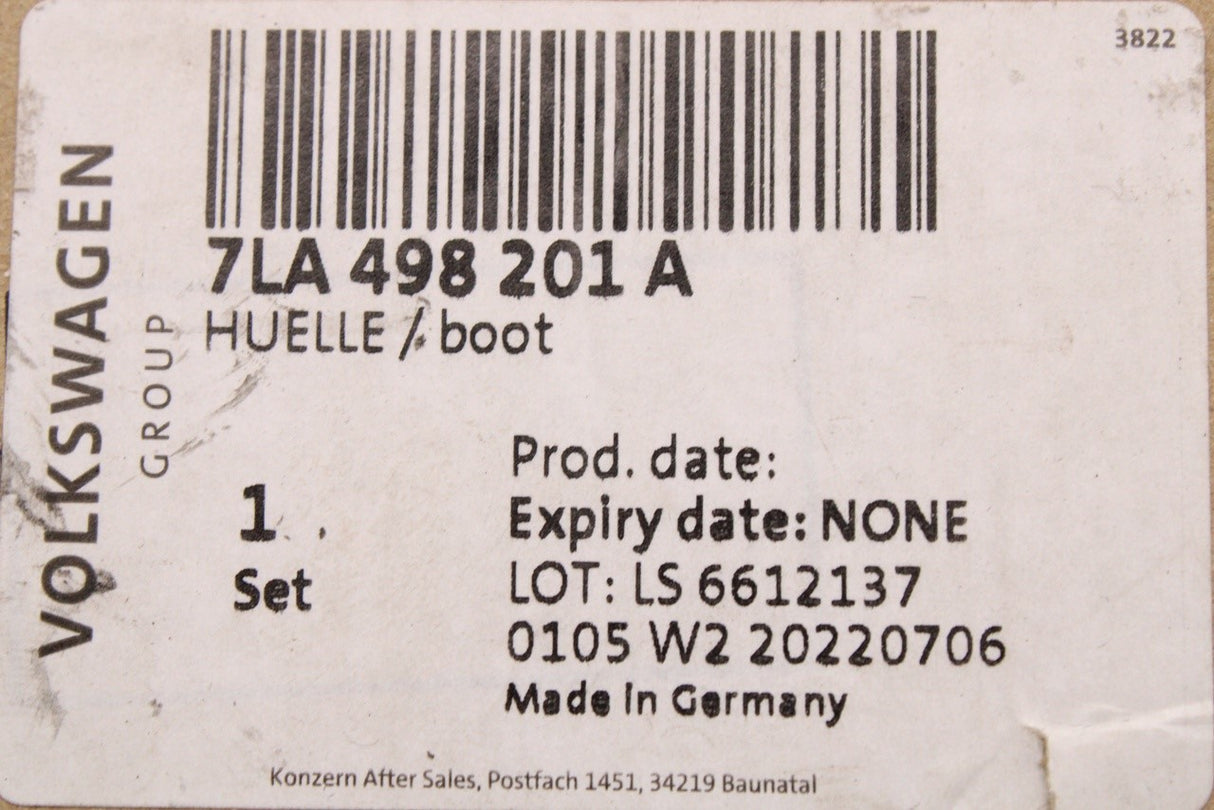 3822
VOLKSWAGEN
GROUP
7LA 498 201 A
HUELLE / boot
1
Set
Prod. date:
Expiry date: NONE
LOT: LS 6612137
0105 W2 20220706
Made in Germany
Konzern After Sales, Postfach 1451, 34219 Baunatal